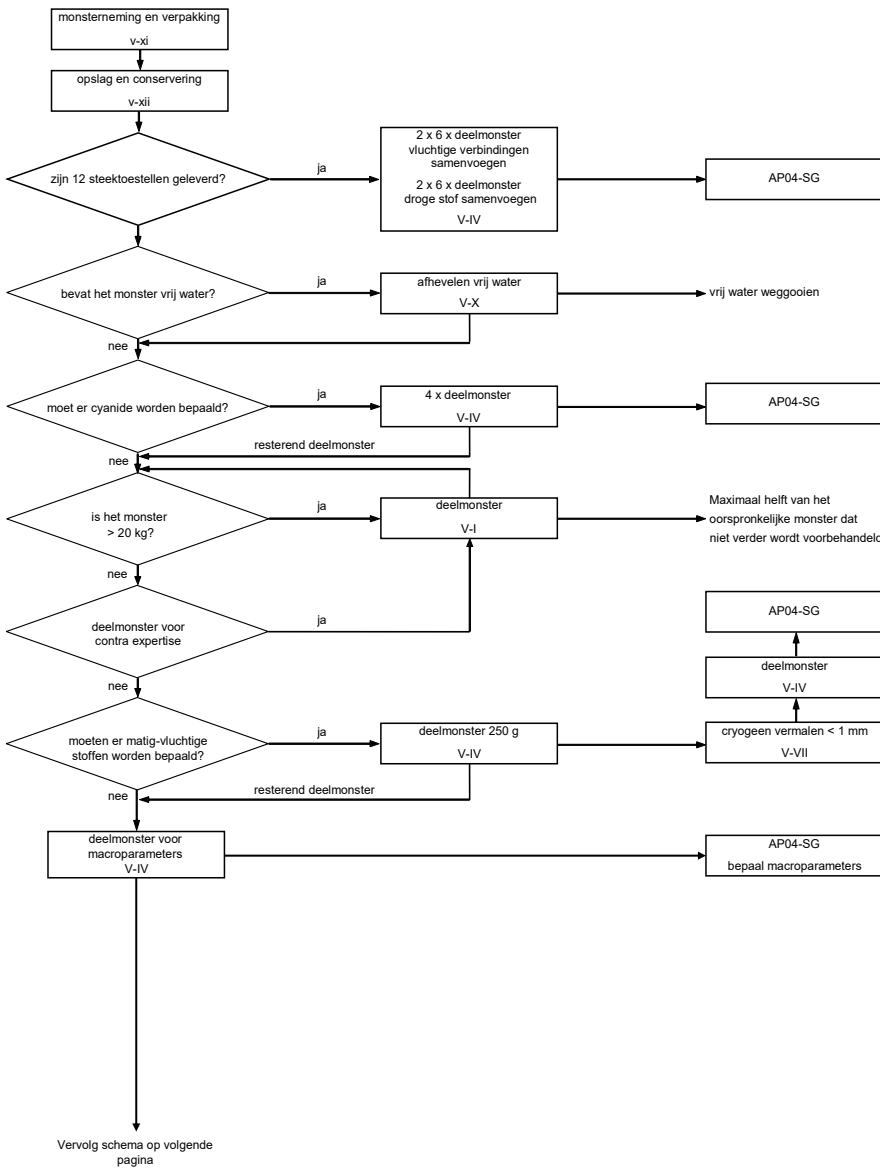 monsterneming en verpakking
v-xi
opslag en conservering
v-xii
zijn 12 steektoestellen geleverd?
ja
2 x 6 x deelmonster
vluchtige verbindingen
samenvoegen
2 x 6 x deelmonster
droge stof samenvoegen
V-IV
AP04-SG
bevat het monster vrij water?
ja
afhevelen vrij water
V-X
vrij water weggooien
nee
moet er cyanide worden bepaald?
ja
4 x deelmonster
V-IV
AP04-SG
resterend deelmonster
nee
is het monster
> 20 kg?
ja
deelmonster
V-I
Maximaal helft van het
oorspronkelijke monster dat
niet verder wordt voorbehandeld
nee
deelmonster voor
contra expertise
ja
AP04-SG
deelmonster
V-IV
nee
moeten er matig-vluchtige
stoffen worden bepaald?
ja
deelmonster 250 g
V-IV
cryogeen vermalen < 1 mm
V-VII
resterend deelmonster
nee
deelmonster voor
macroparameters
V-IV
AP04-SG
bepaal macroparameters
Vervolg schema op volgende
pagina